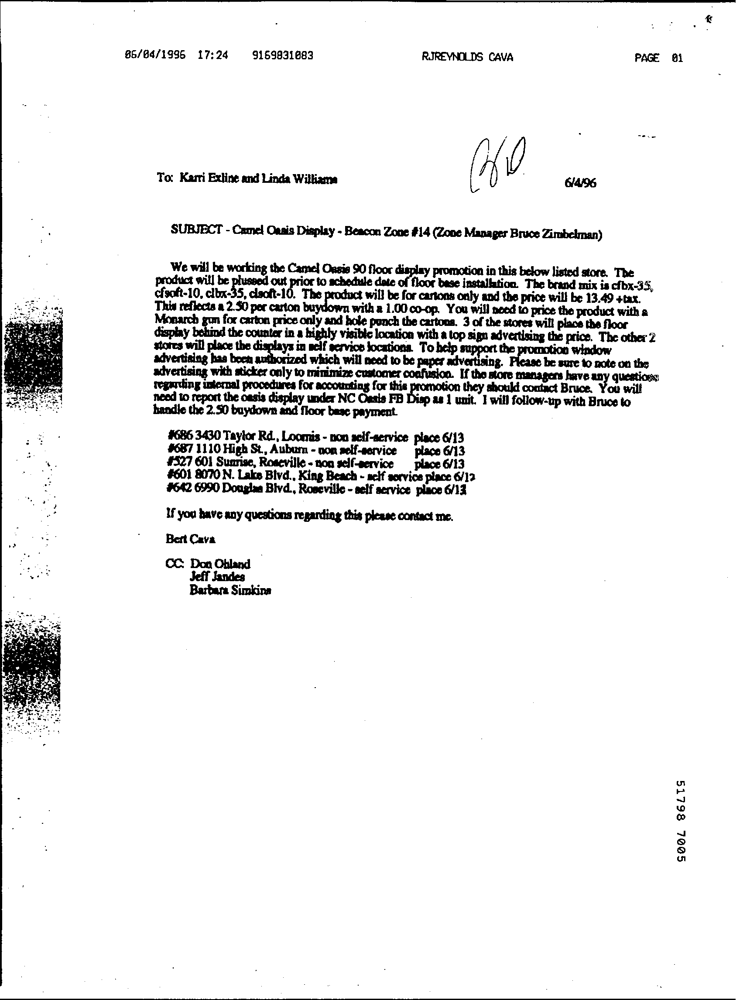 06/04/1996 17:24 9169831083 RJREYNOLDS CAVA PAGE 01
To: Karri Exline and Linda Williams
6/4/96
SUBJECT - Camel Oasis Display - Beacon Zone #14 (Zone Manager Bruce Zimbelman)
We will be working the Camel Oasis 90 floor display promotion in this below listed store. The
product will be plussed out prior to schedule date of floor base installation. The brand mix is cfbx-35,
cfsoft-10, clbx-35, clsoft-10. The product will be for cartons only and the price will be 13.49 +tax.
This reflects a 2.50 per carton buydown with a 1.00 co-op. You will need to price the product with a
Monarch gun for carton price only and hole punch the cartons. 3 of the stores will place the floor
display behind the counter in a highly visible location with a top sign advertising the price. The other 2
stores will place the displays in self service locations. To help support the promotion window
advertising has been authorized which will need to be paper advertising. Please be sure to note on the
advertising with sticker only to minimize customer confusion. If the store managers have any questions
regarding internal procedures for accounting for this promotion they should contact Bruce. You will
need to report the oasis display under NC Oasis FB Disp as 1 unit. I will follow-up with Bruce to
handle the 2.50 buydown and floor base payment.
#686 3430 Taylor Rd., Loomis - non self-service place 6/13
#687 1110 High St., Auburn - non self-service place 6/13
#527 601 Sunrise, Roseville - non self-service place 6/13
#601 8070 N. Lake Blvd., King Beach - self service place 6/12
#642 6990 Douglas Blvd., Roseville - self service place 6/13
If you have any questions regarding this please contact me.
Bert Cava
CC: Don Ohland
Jeff Jandes
Barbara Simkins
51798 7005